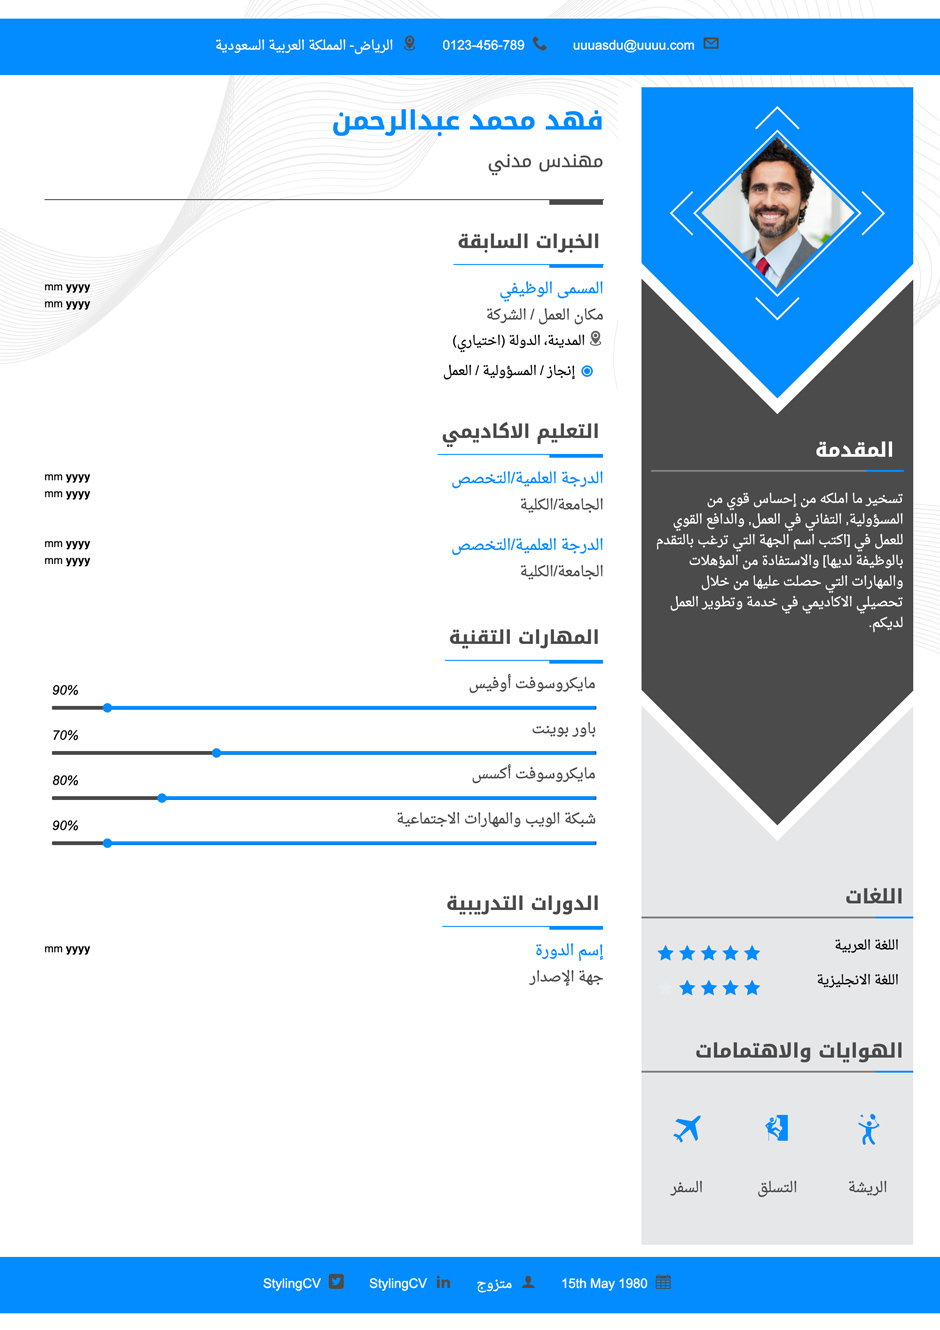 uuuasdu@uuuu.com 0123-456-789 الرياض- المملكة العربية السعودية
فهد محمد عبدالرحمن
مهندس مدني
الخبرات السابقة
المسمى الوظيفي mm yyyy
mm yyyy
مكان العمل / الشركة
المدينة، الدولة (اختياري)
إنجاز / المسؤولية / العمل
التعليم الاكاديمي
الدرجة العلمية/التخصص mm yyyy
mm yyyy
الجامعة/الكلية
الدرجة العلمية/التخصص mm yyyy
mm yyyy
الجامعة/الكلية
المهارات التقنية
مايكروسوفت أوفيس 90%
باور بوينت 70%
مايكروسوفت أكسس 80%
شبكة الويب والمهارات الاجتماعية 90%
الدورات التدريبية
إسم الدورة mm yyyy
جهة الإصدار
المقدمة
تسخير ما املكه من إحساس قوي من
المسؤولية, التفاني في العمل, والدافع القوي
للعمل في [اكتب اسم الجهة التي ترغب بالتقدم
بالوظيفة لديها] والاستفادة من المؤهلات
والمهارات التي حصلت عليها من خلال
تحصيلي الاكاديمي في خدمة وتطوير العمل
لديكم.
اللغات
اللغة العربية
اللغة الانجليزية
الهوايات والاهتمامات
الريشة التسلق السفر
15th May 1980 متزوج StylingCV StylingCV